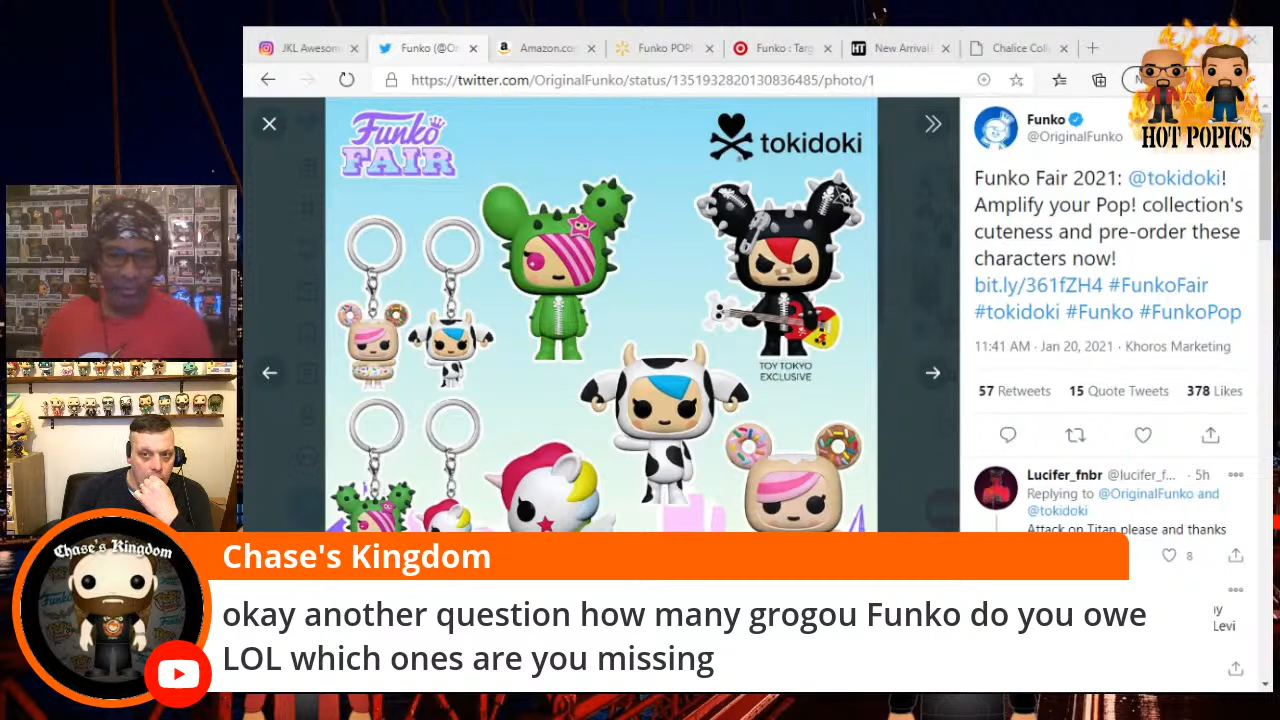 JKL Awesom
Funko (@Or
Amazon.co
Funko POP!
Funko : Targ
HT
New Arrival
Chalice Coll
https://twitter.com/OriginalFunko/status/1351932820130836485/photo/1
HOT POPICS
Funko
FAIR
tokidoki
TOY TOKYO
EXCLUSIVE
Funko
@OriginalFunko
Funko Fair 2021: @tokidoki!
Amplify your Pop! collection's
cuteness and pre-order these
characters now!
bit.ly/361fZH4 #FunkoFair
#tokidoki #Funko #FunkoPop
11:41 AM · Jan 20, 2021 · Khoros Marketing
57 Retweets 15 Quote Tweets 378 Likes
Lucifer_fnbr @lucifer_f... · 5h
Replying to @OriginalFunko and
@tokidoki
Attack on Titan please and thanks
8
Levi
Chase's Kingdom
Chase's Kingdom
okay another question how many grogou Funko do you owe
LOL which ones are you missing